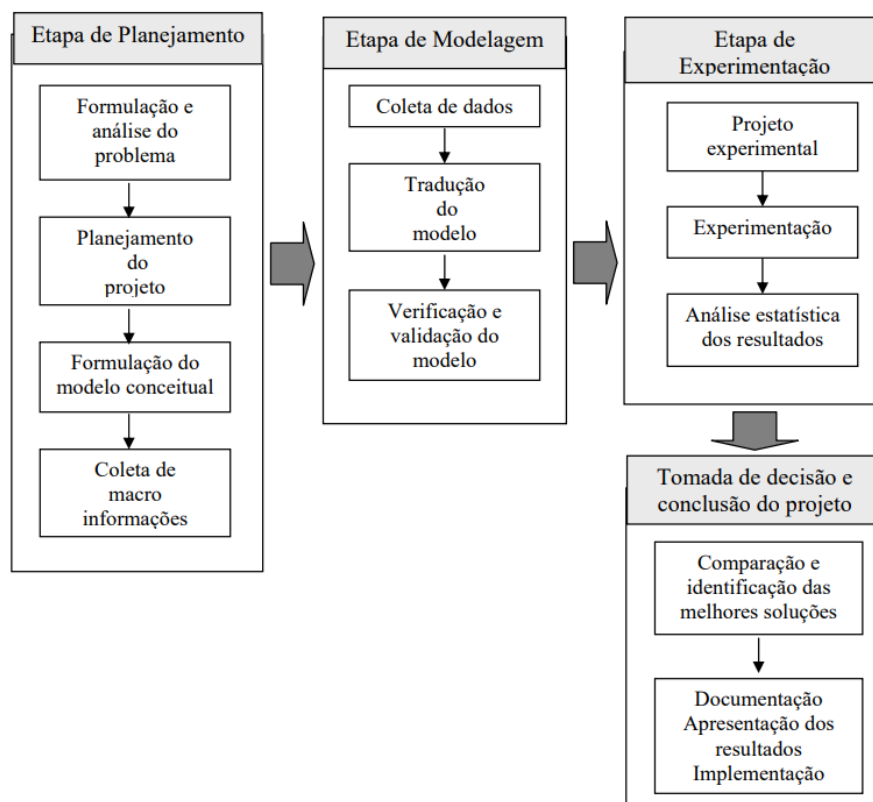 Etapa de Planejamento
Formulação e
análise do
problema
Planejamento
do
projeto
Formulação do
modelo conceitual
Coleta de
macro
informações
Etapa de Modelagem
Coleta de dados
Tradução
do
modelo
Verificação e
validação do
modelo
Etapa de
Experimentação
Projeto
experimental
Experimentação
Análise estatística
dos resultados
Tomada de decisão e
conclusão do projeto
Comparação e
identificação das
melhores soluções
Documentação
Apresentação dos
resultados
Implementação